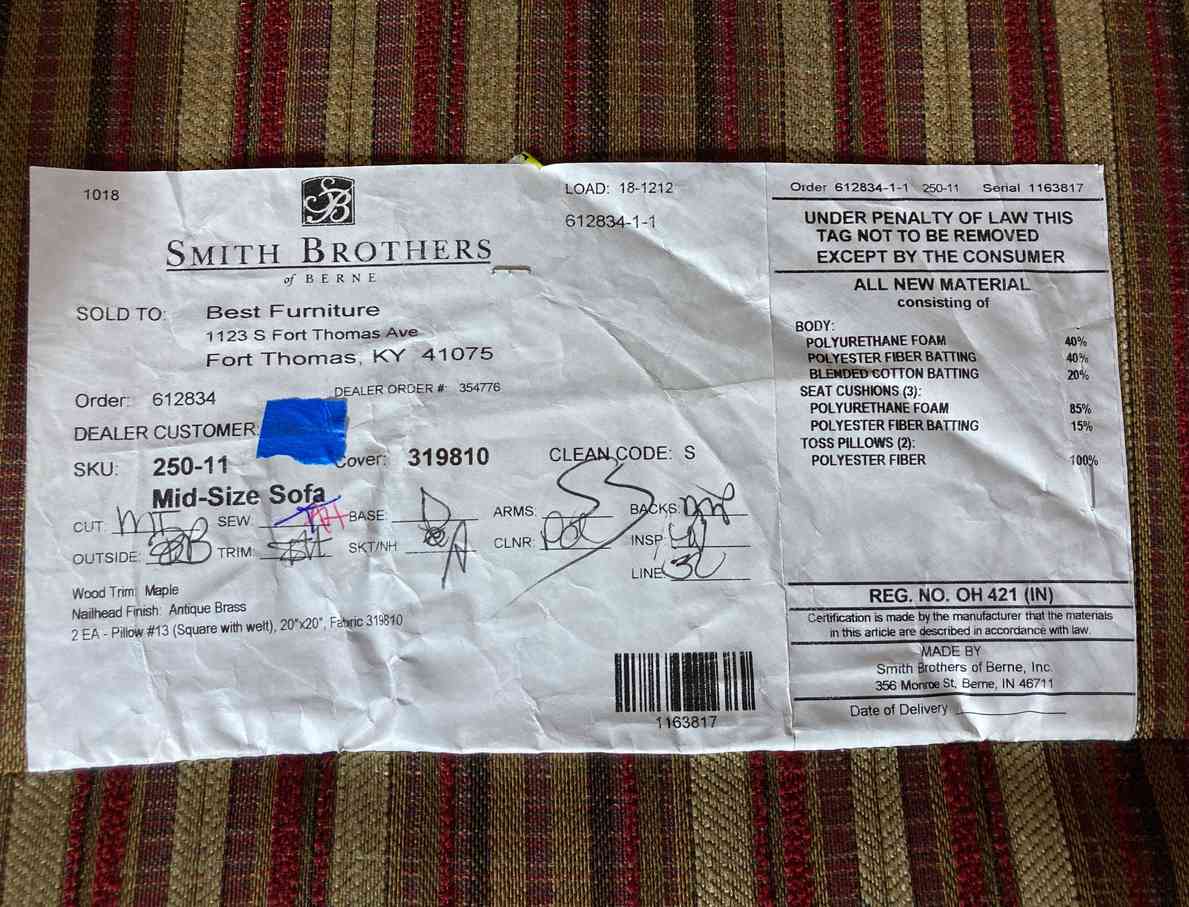 1018
SB
SMITH BROTHERS
of BERNE
LOAD: 18-1212
612834-1-1
SOLD TO: Best Furniture
1123 S Fort Thomas Ave
Fort Thomas, KY 41075
Order: 612834
DEALER ORDER #: 354776
DEALER CUSTOMER:
SKU: 250-11
Cover: 319810
CLEAN CODE: S
Mid-Size Sofa
CUT: SEW: BASE: ARMS: BACKS:
OUTSIDE: TRIM: SKT/NH CLNR: INSP
LINE
Wood Trim: Maple
Nailhead Finish: Antique Brass
2 EA - Pillow #13 (Square with welt), 20"x20", Fabric 319810
1163817
Order 612834-1-1 250-11 Serial 1163817
UNDER PENALTY OF LAW THIS
TAG NOT TO BE REMOVED
EXCEPT BY THE CONSUMER
ALL NEW MATERIAL
consisting of
BODY:
POLYURETHANE FOAM 40%
POLYESTER FIBER BATTING 40%
BLENDED COTTON BATTING 20%
SEAT CUSHIONS (3):
POLYURETHANE FOAM 85%
POLYESTER FIBER BATTING 15%
TOSS PILLOWS (2):
POLYESTER FIBER 100%
REG. NO. OH 421 (IN)
Certification is made by the manufacturer that the materials
in this article are described in accordance with law.
MADE BY
Smith Brothers of Berne, Inc.
356 Monroe St, Berne, IN 46711
Date of Delivery